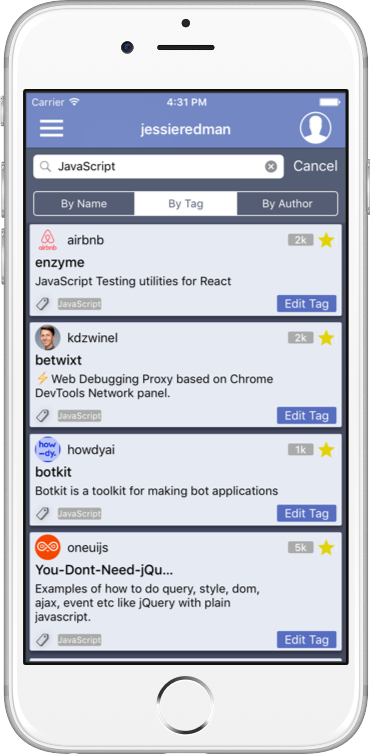 Carrier 4:31 PM
jessieredman
JavaScript Cancel
By Name By Tag By Author
airbnb airbnb 2k
enzyme
JavaScript Testing utilities for React
JavaScript Edit Tag
kdzwinel 2k
betwixt
⚡Web Debugging Proxy based on Chrome
DevTools Network panel.
JavaScript Edit Tag
how
-dy. howdyai 1k
botkit
Botkit is a toolkit for making bot applications
JavaScript Edit Tag
oneuijs 5k
You-Dont-Need-jQu...
Examples of how to do query, style, dom,
ajax, event etc like jQuery with plain
javascript.
JavaScript Edit Tag